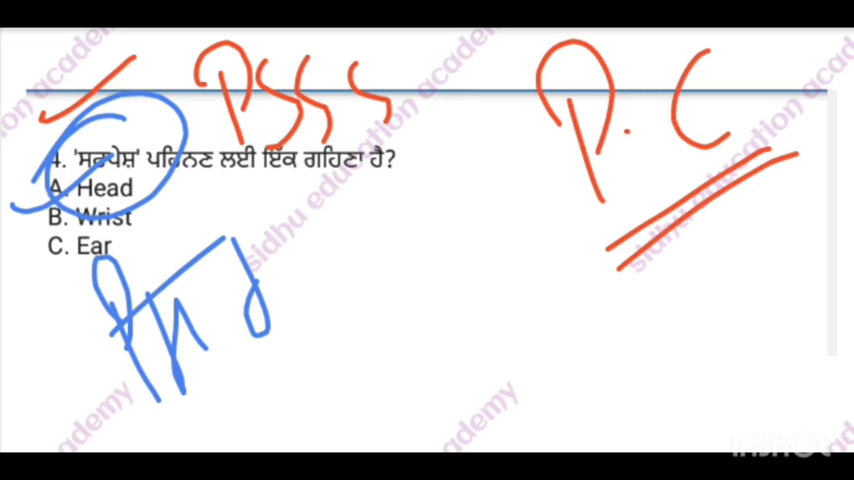 PSSS P.C
4. 'ਸਰਪੇਸ਼' ਪਹਿਨਣ ਲਈ ਇੱਕ ਗਹਿਣਾ ਹੈ?
A. Head
B. Wrist
C. Ear
sidhu education academy